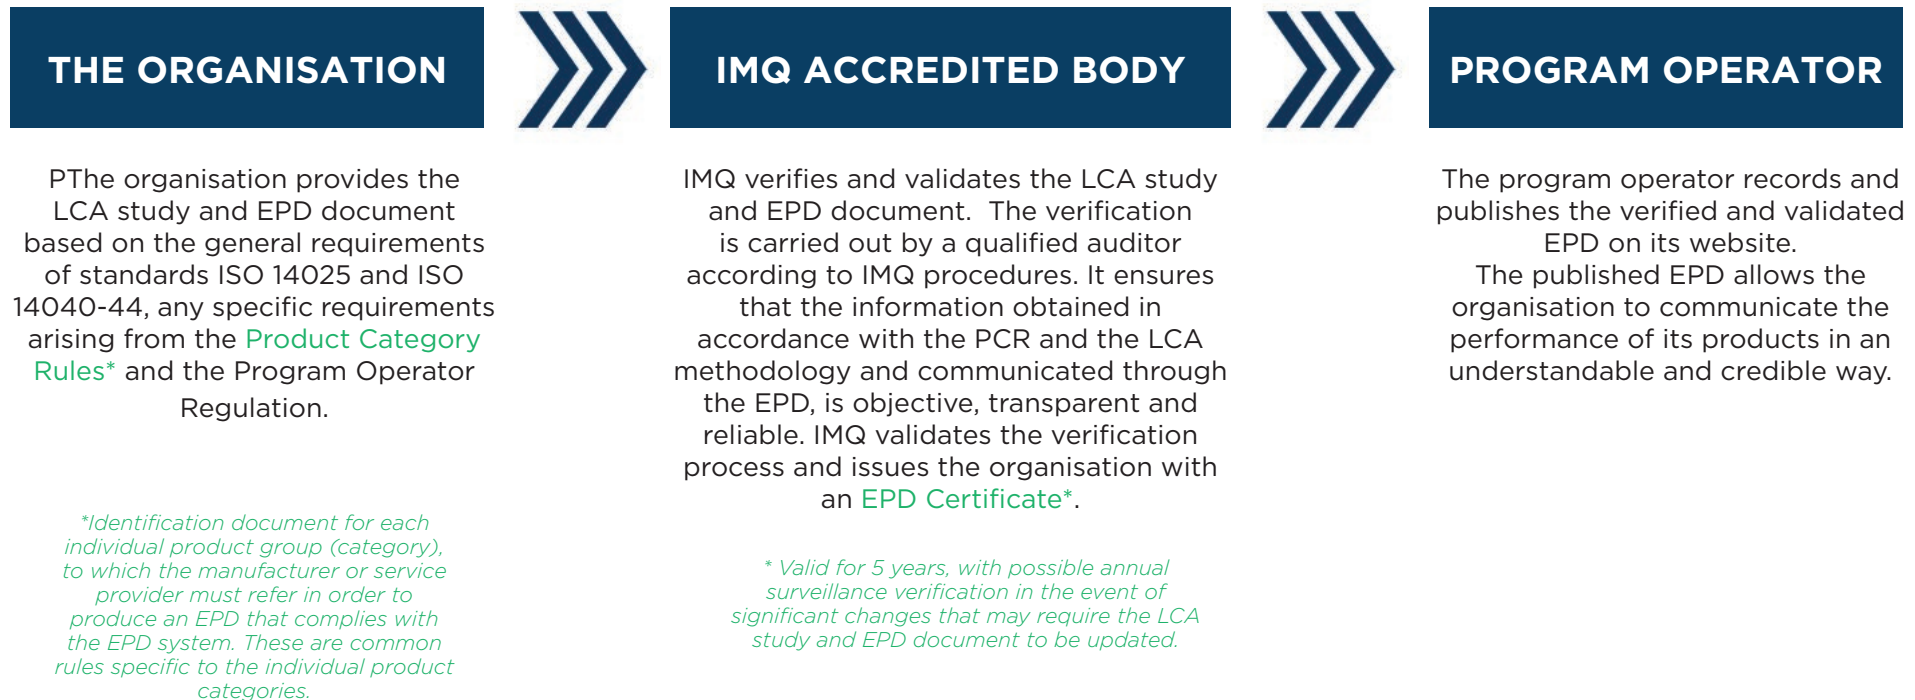 THE ORGANISATION
PThe organisation provides the
LCA study and EPD document
based on the general requirements
of standards ISO 14025 and ISO
14040-44, any specific requirements
arising from the Product Category
Rules* and the Program Operator
Regulation.
*Identification document for each
individual product group (category),
to which the manufacturer or service
provider must refer in order to
produce an EPD that complies with
the EPD system. These are common
rules specific to the individual product
categories.
IMQ ACCREDITED BODY
IMQ verifies and validates the LCA study
and EPD document.  The verification
is carried out by a qualified auditor
according to IMQ procedures. It ensures
that the information obtained in
accordance with the PCR and the LCA
methodology and communicated through
the EPD, is objective, transparent and
reliable. IMQ validates the verification
process and issues the organisation with
an EPD Certificate*.
* Valid for 5 years, with possible annual
surveillance verification in the event of
significant changes that may require the LCA
study and EPD document to be updated.
PROGRAM OPERATOR
The program operator records and
publishes the verified and validated
EPD on its website.
The published EPD allows the
organisation to communicate the
performance of its products in an
understandable and credible way.